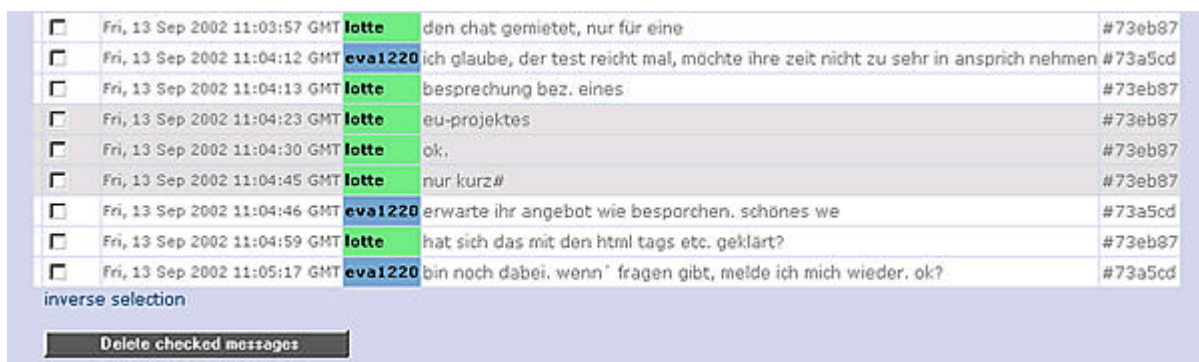 Fri, 13 Sep 2002 11:03:57 GMT lotte den chat gemietet, nur für eine #73eb87
Fri, 13 Sep 2002 11:04:12 GMT eva1220 ich glaube, der test reicht mal, möchte ihre zeit nicht zu sehr in ansprich nehmen #73a5cd
Fri, 13 Sep 2002 11:04:13 GMT lotte besprechung bez. eines #73eb87
Fri, 13 Sep 2002 11:04:23 GMT lotte eu-projektes #73eb87
Fri, 13 Sep 2002 11:04:30 GMT lotte ok. #73eb87
Fri, 13 Sep 2002 11:04:45 GMT lotte nur kurz# #73eb87
Fri, 13 Sep 2002 11:04:46 GMT eva1220 erwarte ihr angebot wie besporchen. schönes we #73a5cd
Fri, 13 Sep 2002 11:04:59 GMT lotte hat sich das mit den html tags etc. geklärt? #73eb87
Fri, 13 Sep 2002 11:05:17 GMT eva1220 bin noch dabei. wenn´ fragen gibt, melde ich mich wieder. ok? #73a5cd
inverse selection
Delete checked messages